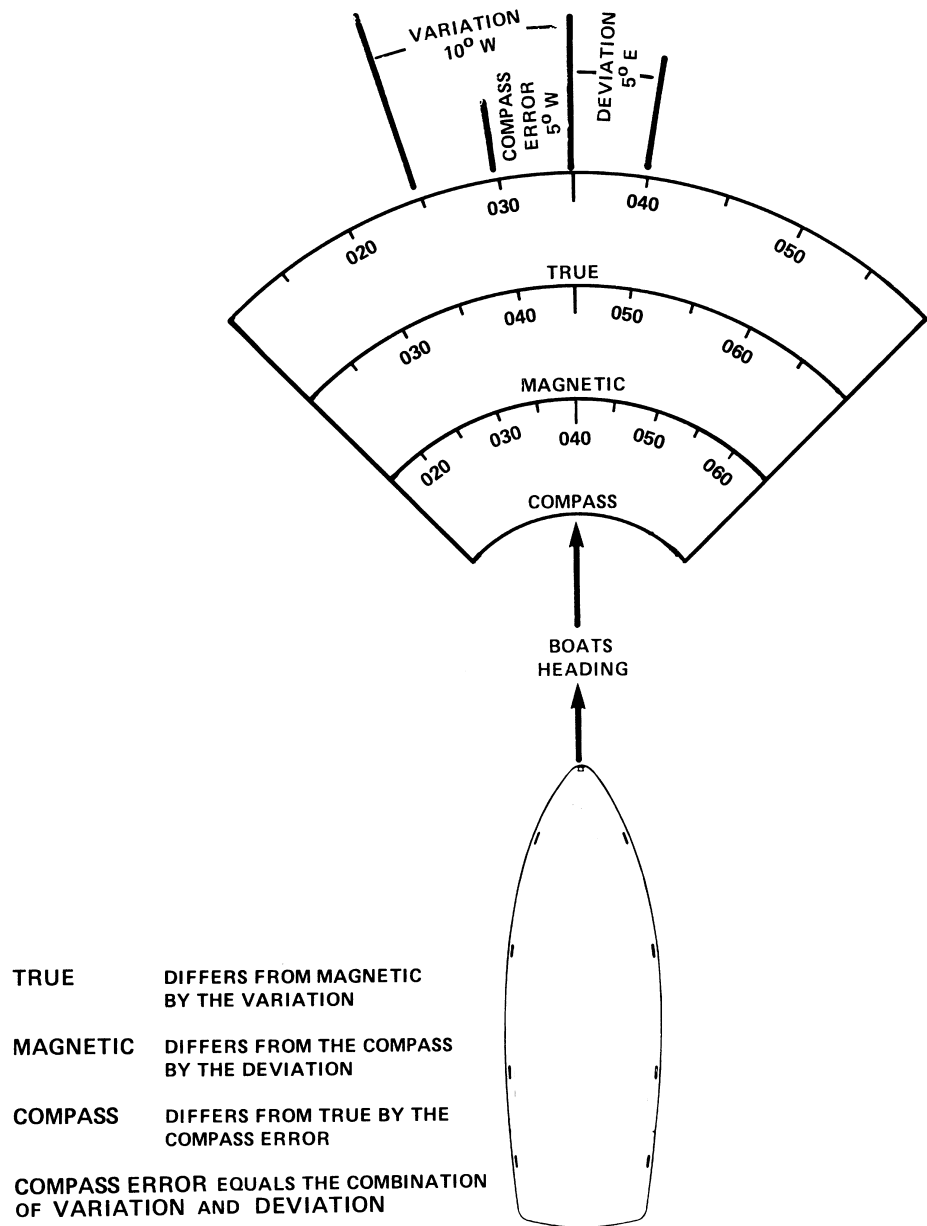 VARIATION
10° W
COMPASS
ERROR
5° W
DEVIATION
5° E
020
030
040
050
TRUE
030
040
050
060
MAGNETIC
020
030
040
050
060
COMPASS
BOATS
HEADING
TRUE DIFFERS FROM MAGNETIC
BY THE VARIATION
MAGNETIC DIFFERS FROM THE COMPASS
BY THE DEVIATION
COMPASS DIFFERS FROM TRUE BY THE
COMPASS ERROR
COMPASS ERROR EQUALS THE COMBINATION
OF VARIATION AND DEVIATION